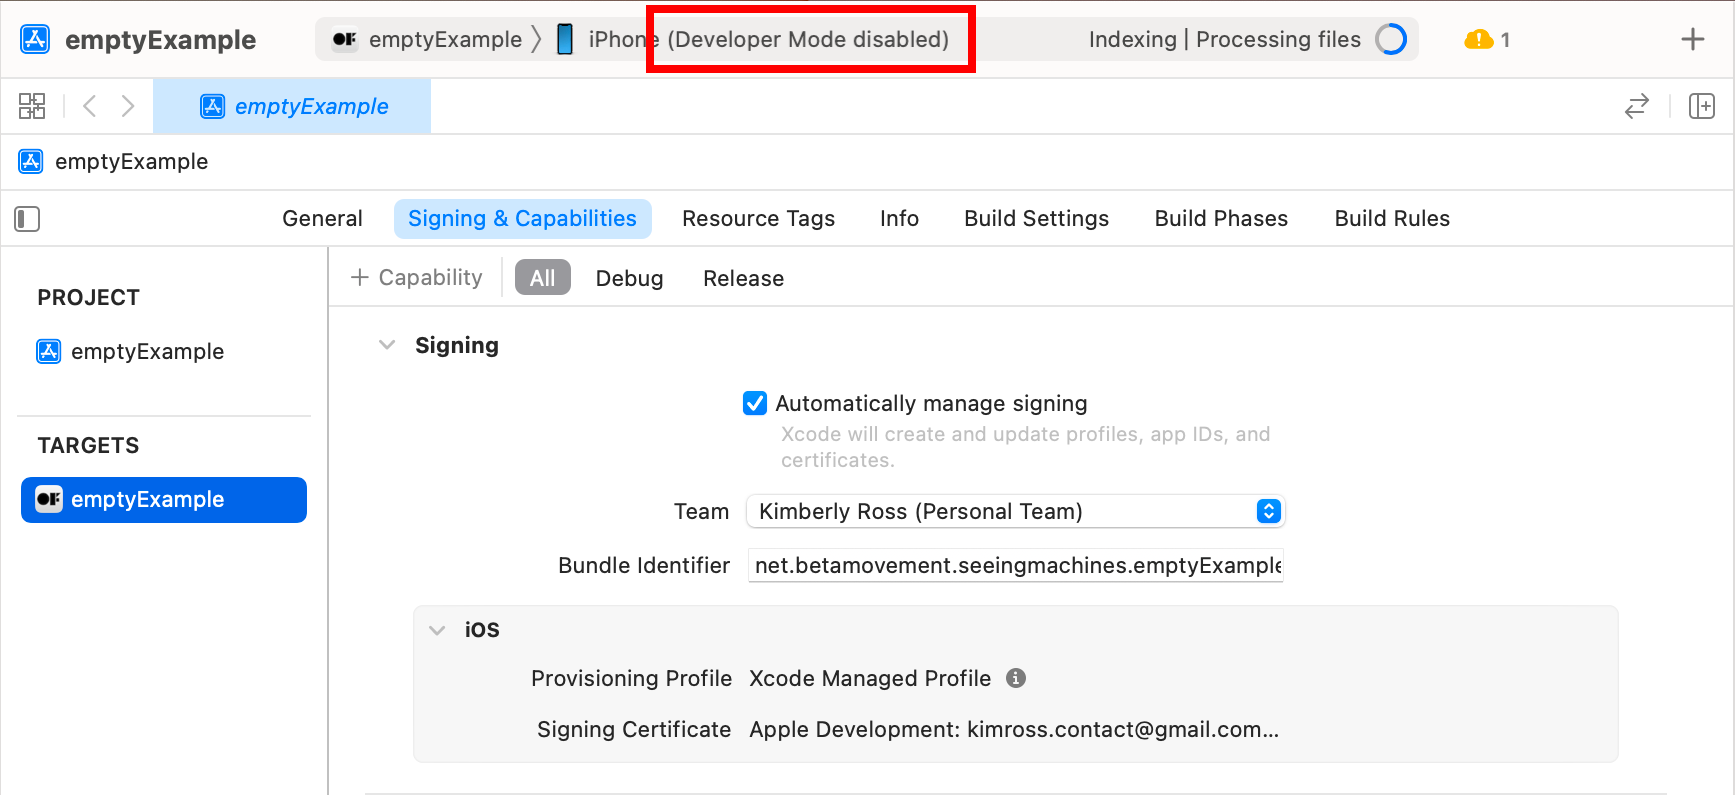 emptyExample
OF emptyExample iPhone (Developer Mode disabled) Indexing | Processing files 1
emptyExample
emptyExample
General Signing & Capabilities Resource Tags Info Build Settings Build Phases Build Rules
Capability All Debug Release
PROJECT
emptyExample
TARGETS
OF emptyExample
Signing
Automatically manage signing
Xcode will create and update profiles, app IDs, and
certificates.
Team Kimberly Ross (Personal Team)
Bundle Identifier net.betamovement.seeingmachines.emptyExample
iOS
Provisioning Profile Xcode Managed Profile
Signing Certificate Apple Development: kimross.contact@gmail.com...